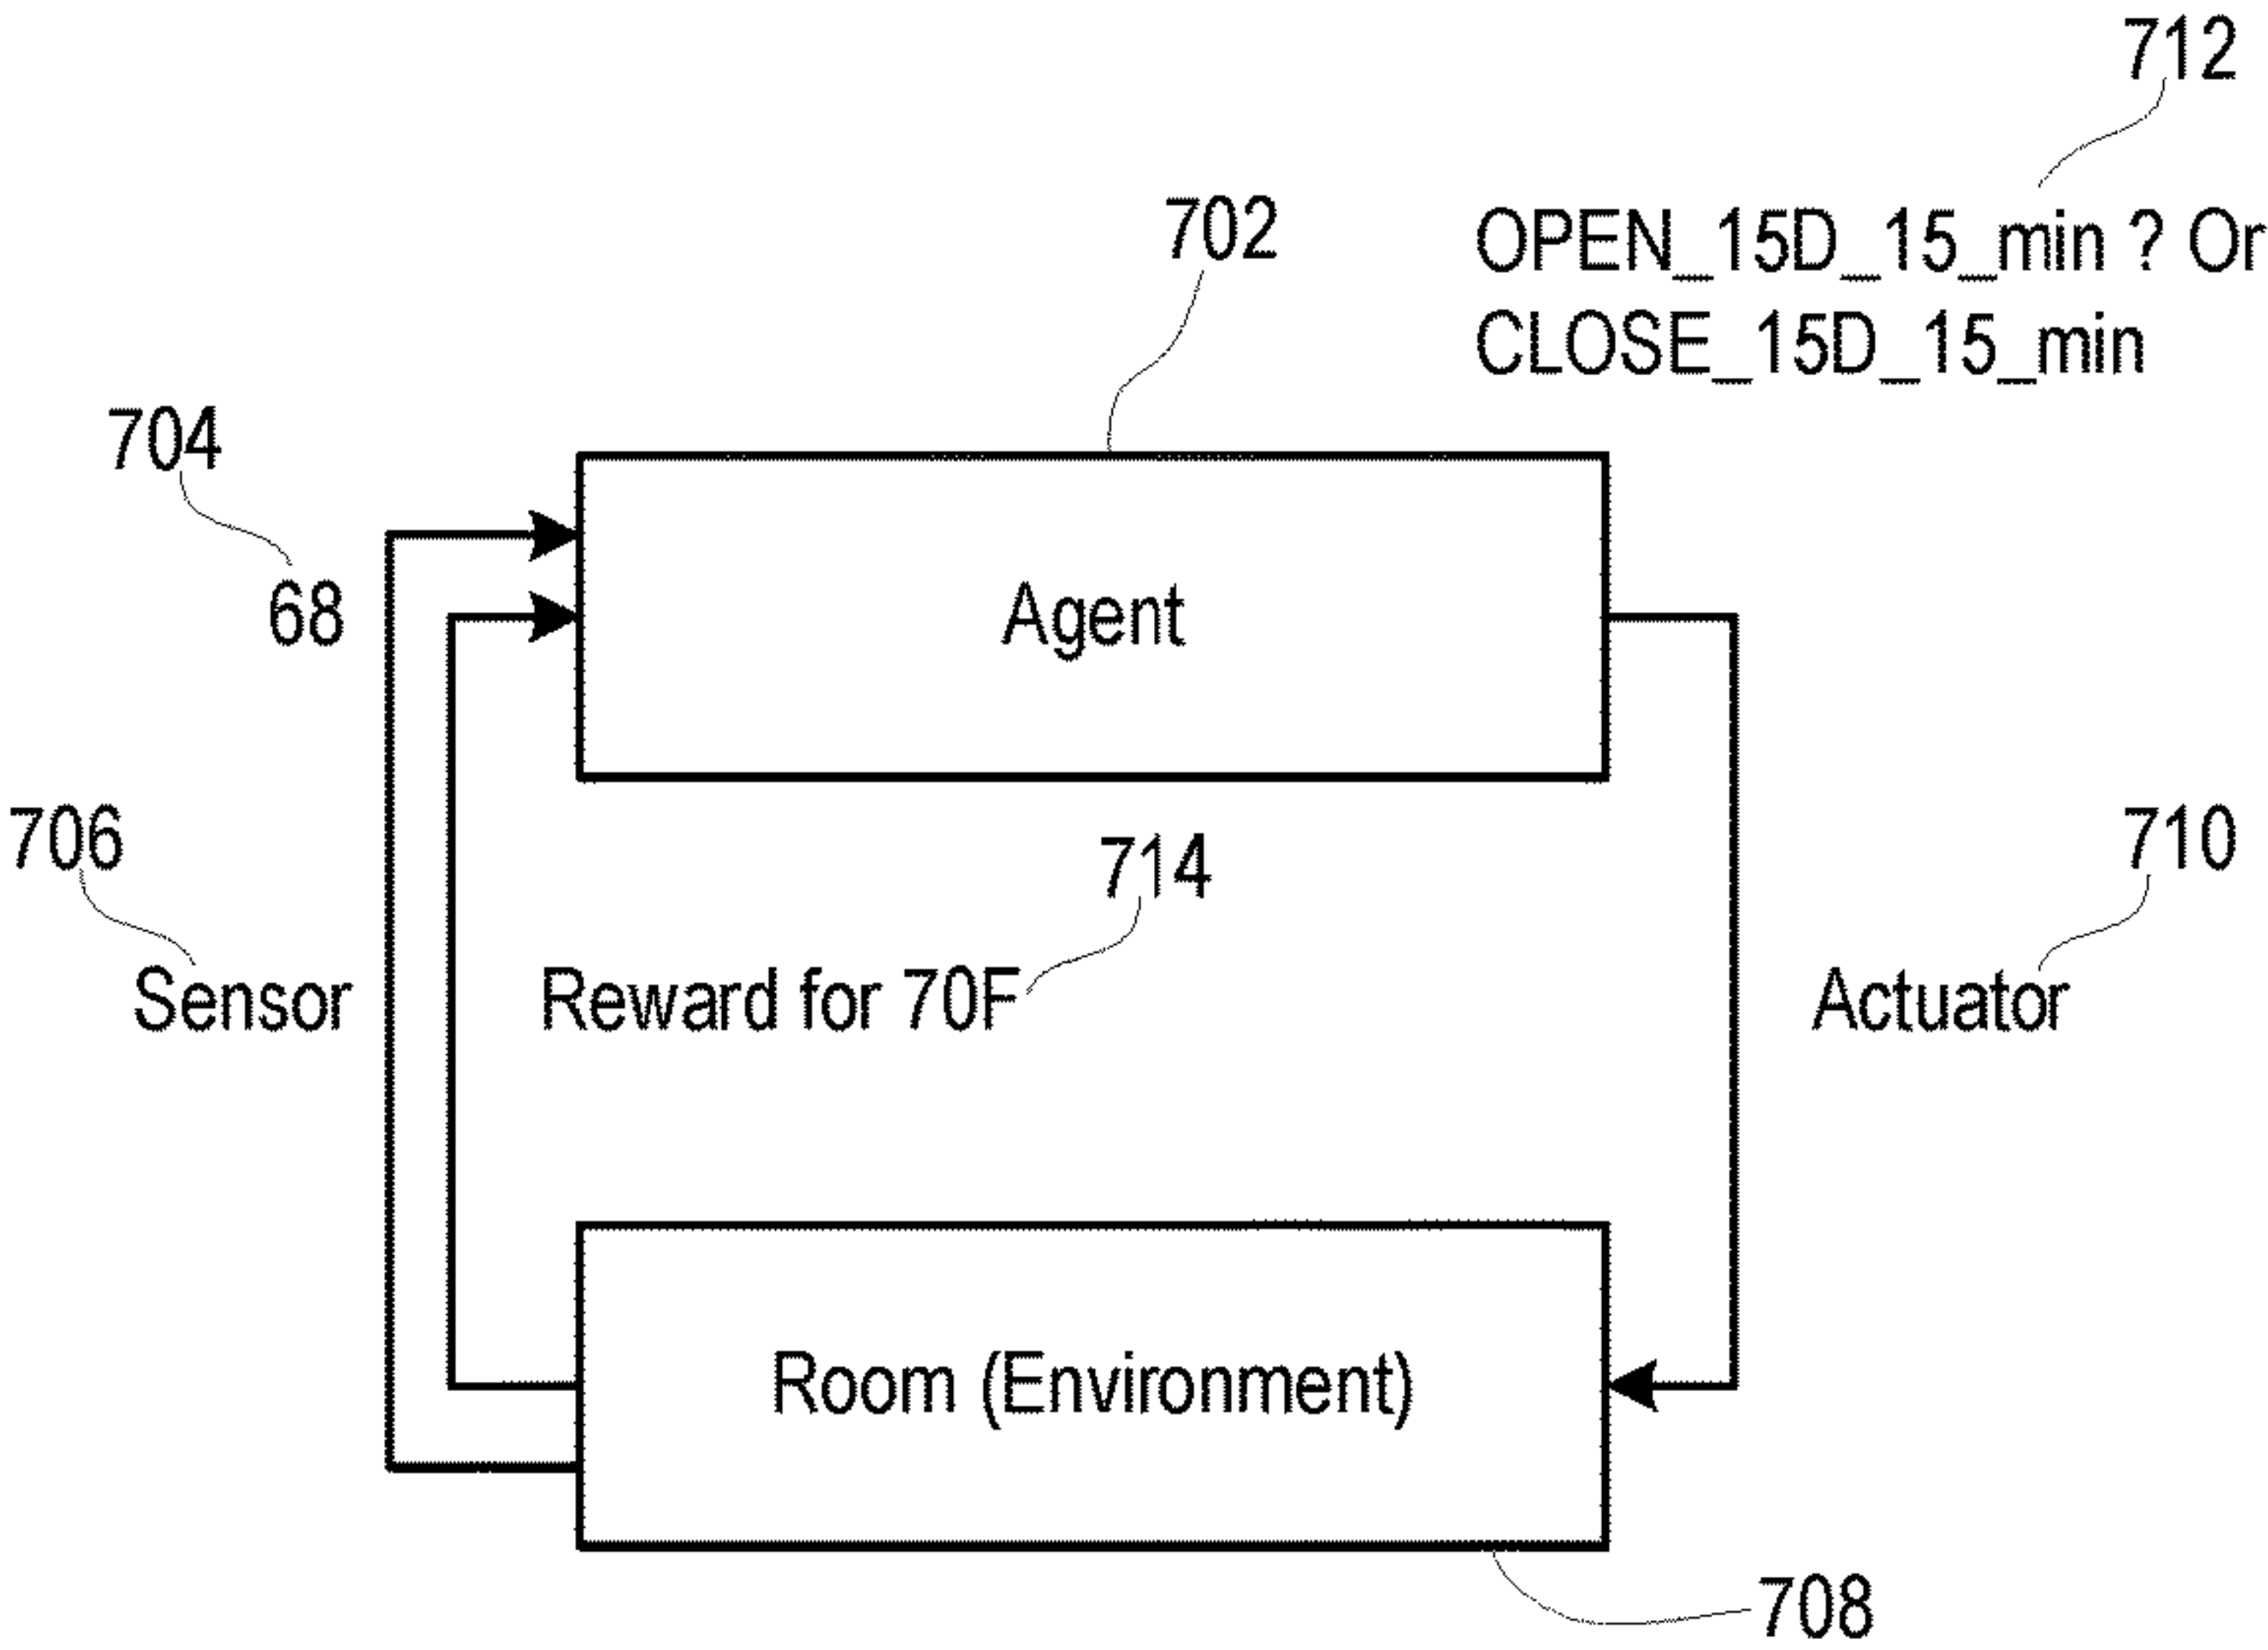 712
702
OPEN_15D_15_min ? Or
CLOSE_15D_15_min
704
68
Agent
706
714
710
Sensor
Reward for 70F
Actuator
Room (Environment)
708